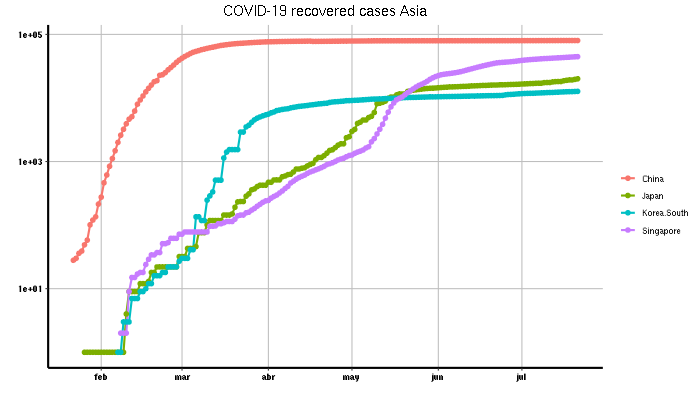 COVID-19 recovered cases Asia
1e+05
1e+03
1e+01
feb mar abr may jun jul
China
Japan
Korea.South
Singapore